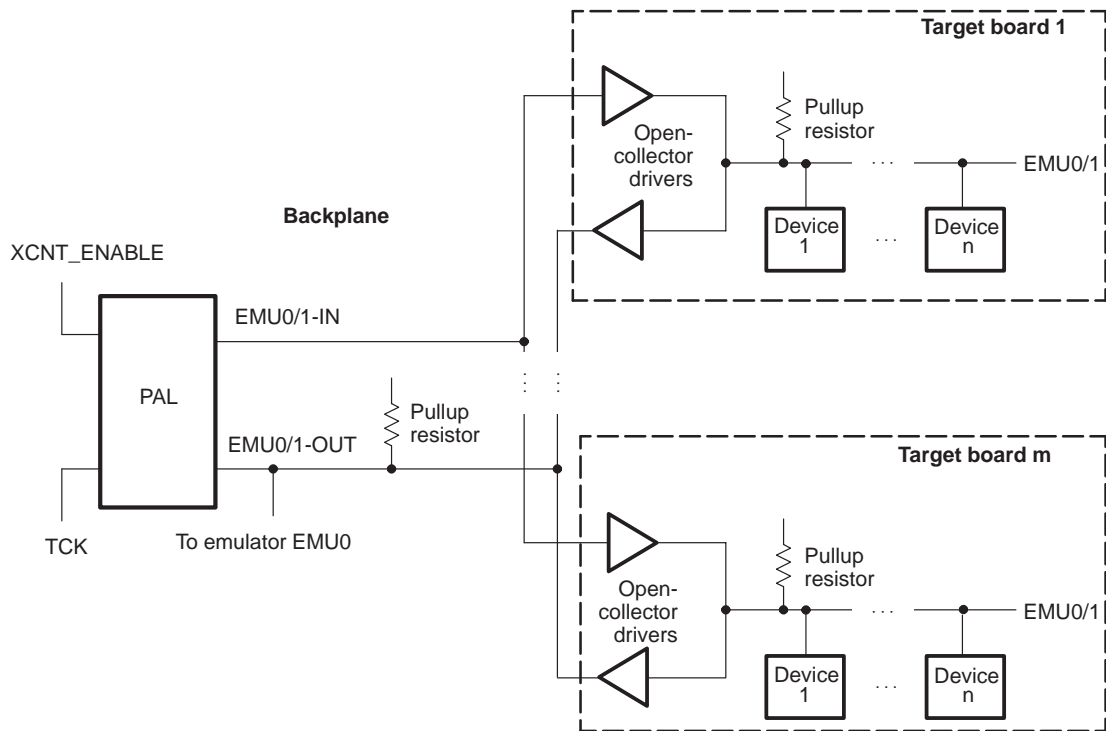 Target board 1
Pullup
resistor
Open-
collector
drivers
EMU0/1
. . .
Device
1
. . .
Device
n
Backplane
XCNT_ENABLE
EMU0/1-IN
PAL
. . .
. . .
Pullup
resistor
EMU0/1-OUT
TCK
To emulator EMU0
Target board m
Pullup
resistor
Open-
collector
drivers
EMU0/1
. . .
Device
1
. . .
Device
n